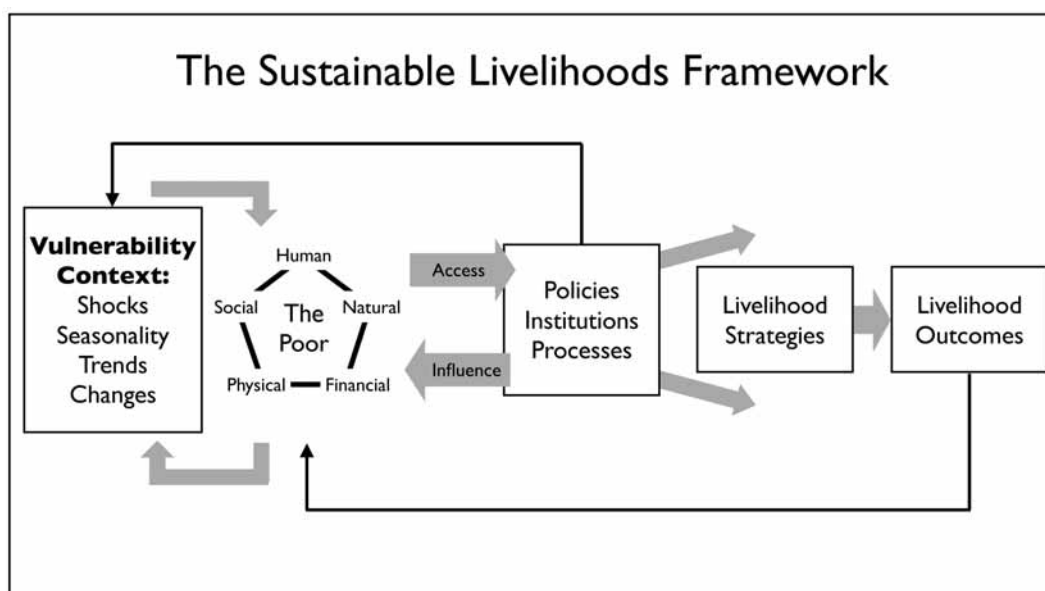 The Sustainable Livelihoods Framework
Vulnerability
Context:
Shocks
Seasonality
Trends
Changes
Human
Social
Natural
The
Poor
Physical
Financial
Access
Influence
Policies
Institutions
Processes
Livelihood
Strategies
Livelihood
Outcomes